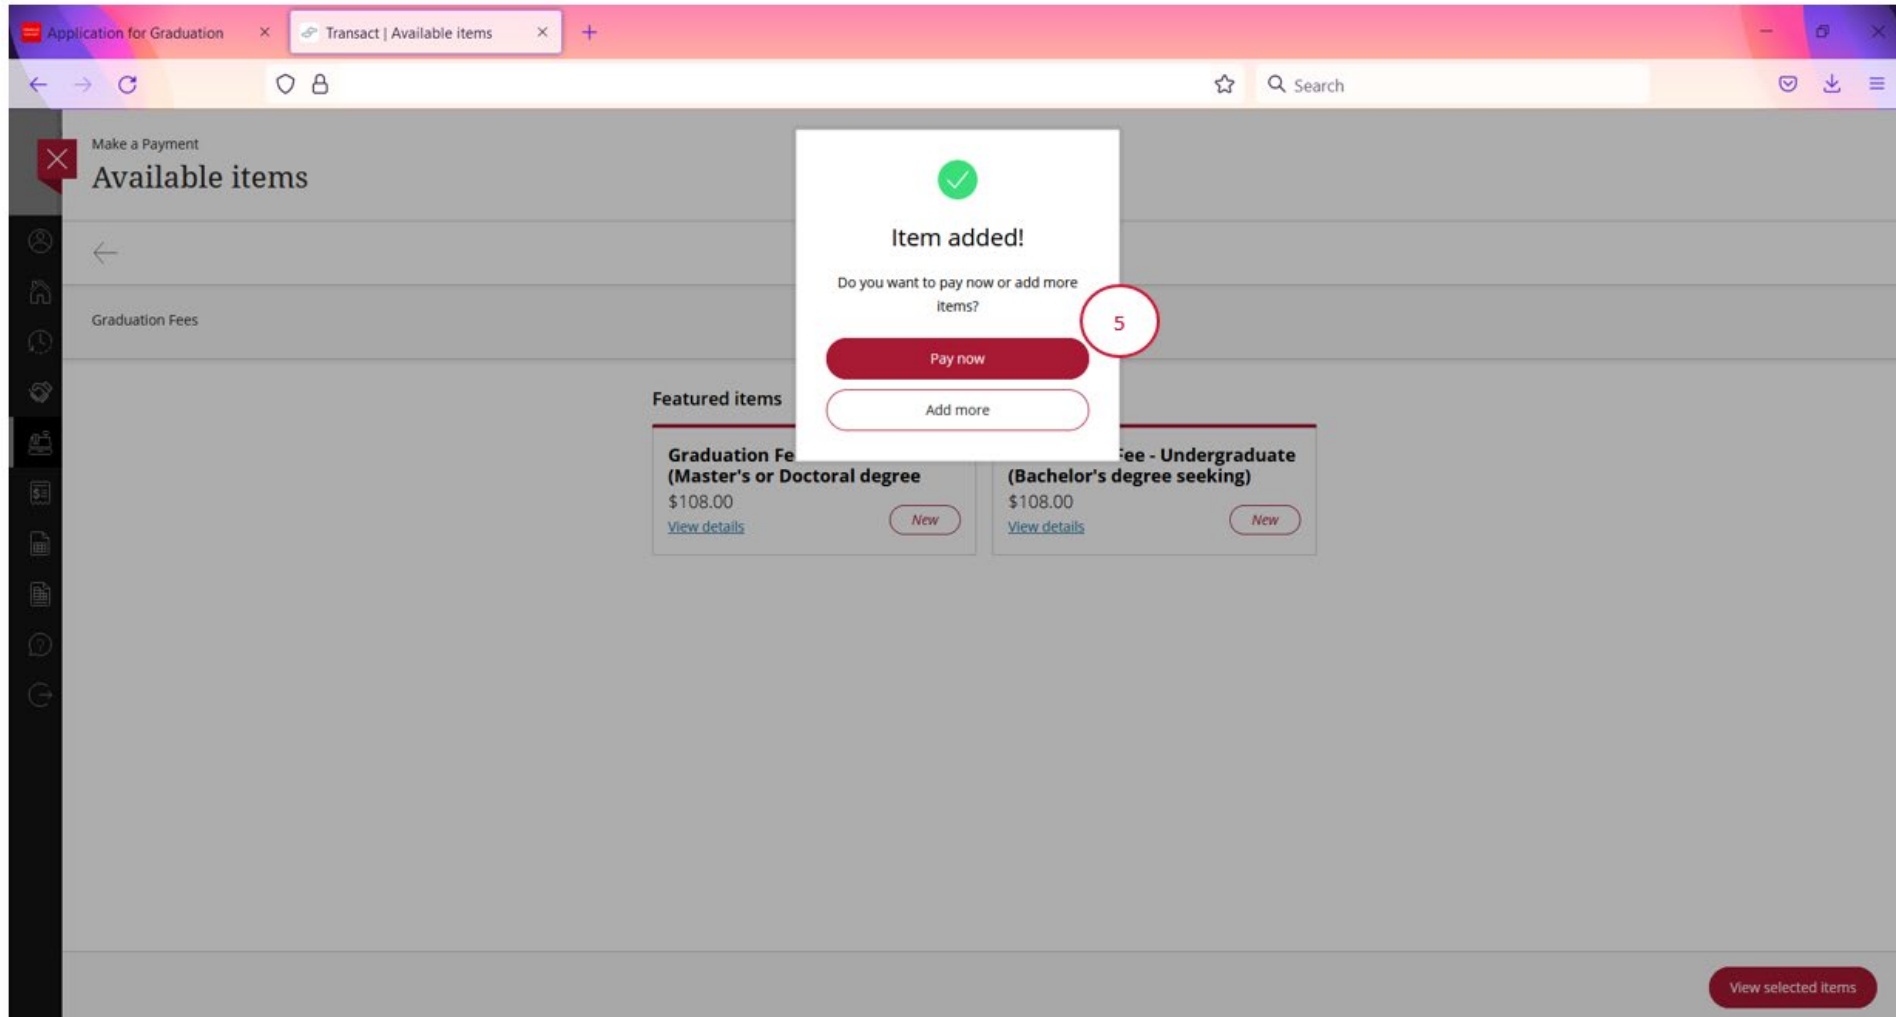 Application for Graduation
Transact | Available items
Search
Make a Payment
Available items
Item added!
Do you want to pay now or add more
items?
5
Graduation Fees
Pay now
Add more
Featured items
Graduation Fe
(Master's or Doctoral degree
$108.00
View details
New
Fee - Undergraduate
(Bachelor's degree seeking)
$108.00
View details
New
View selected items